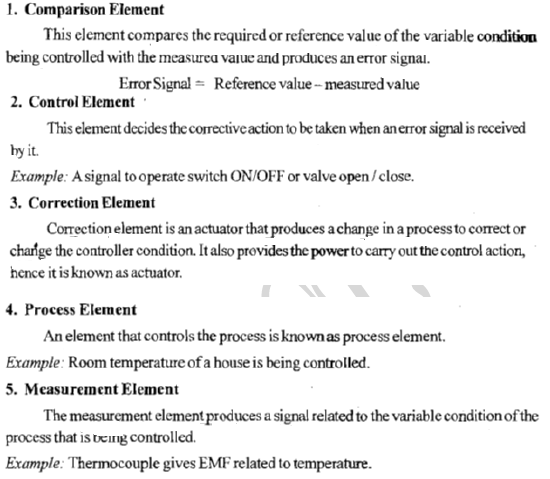 1. Comparison Element
This element compares the required or reference value of the variable condition
being controlled with the measured value and produces an error signal.
Error Signal = Reference value – measured value
2. Control Element
This element decides the corrective action to be taken when an error signal is received
by it.
Example: A signal to operate switch ON/OFF or valve open / close.
3. Correction Element
Correction element is an actuator that produces a change in a process to correct or
change the controller condition. It also provides the power to carry out the control action,
hence it is known as actuator.
4. Process Element
An element that controls the process is known as process element.
Example: Room temperature of a house is being controlled.
5. Measurement Element
The measurement element produces a signal related to the variable condition of the
process that is being controlled.
Example: Thermocouple gives EMF related to temperature.